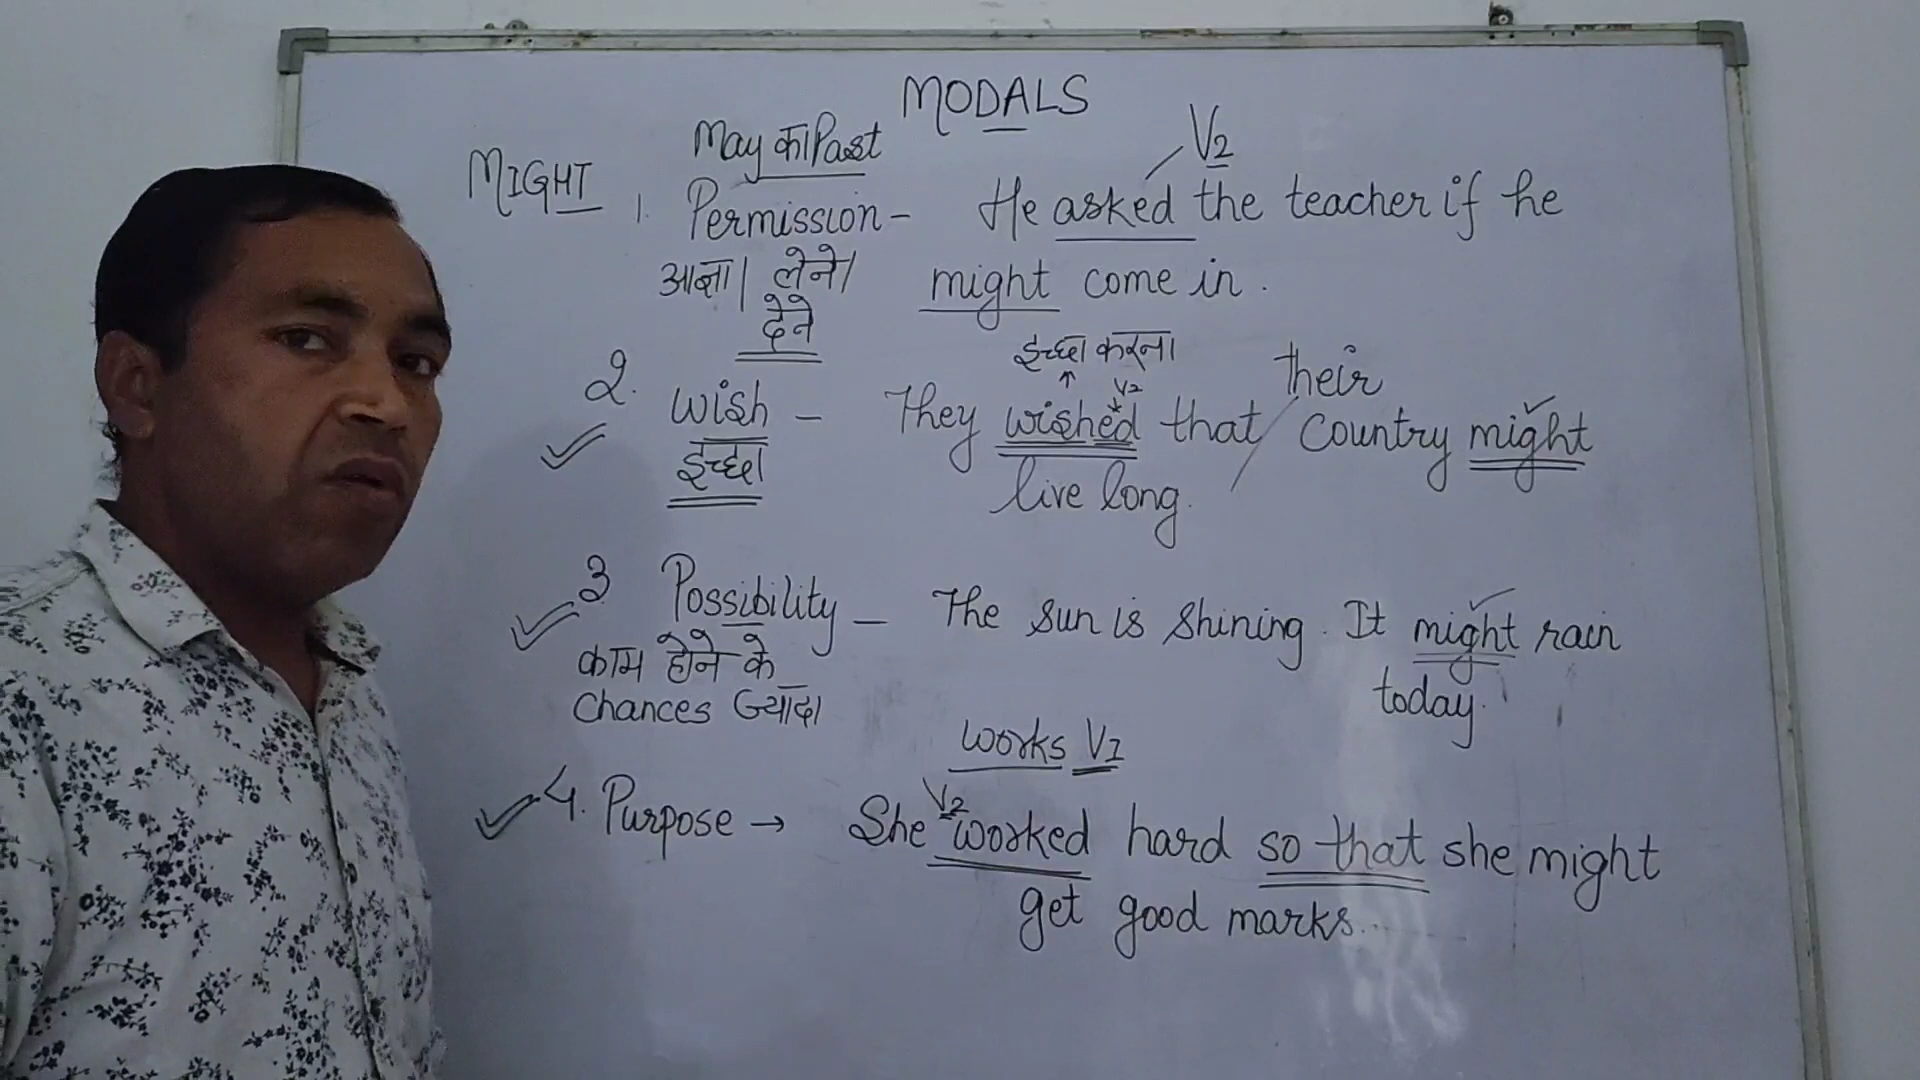 MODALS
May का Past
V2
MIGHT 1. Permission - He asked the teacher if he
आज्ञा / लेने / might come in.
देने
इच्छा करना
their
V2
2. Wish - They wished that / Country might
इच्छा live long.
3 Possibility - The Sun is shining. It might rain
काम होने के today.
Chances ज्यादा
works V1
V2
4. Purpose → She worked hard so that she might
get good marks..